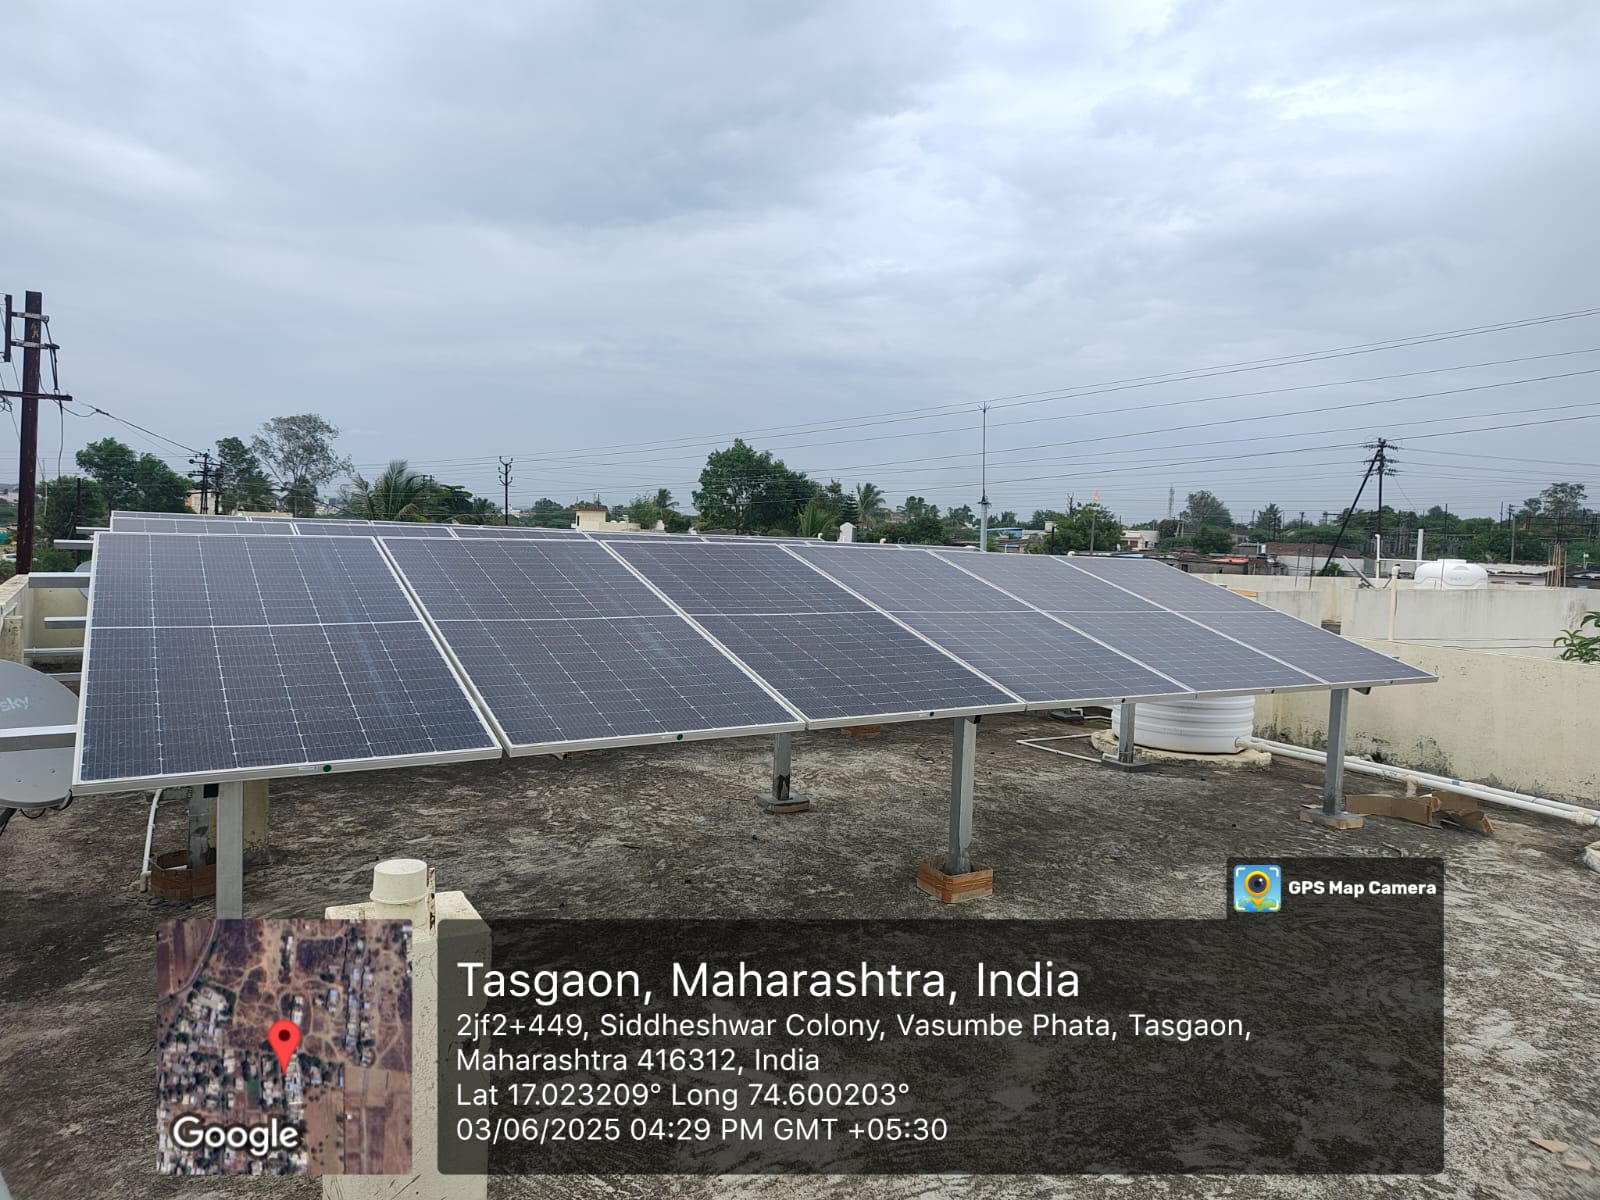 sky
GPS Map Camera
Tasgaon, Maharashtra, India
2jf2+449, Siddheshwar Colony, Vasumbe Phata, Tasgaon,
Maharashtra 416312, India
Lat 17.023209° Long 74.600203°
03/06/2025 04:29 PM GMT +05:30
Google